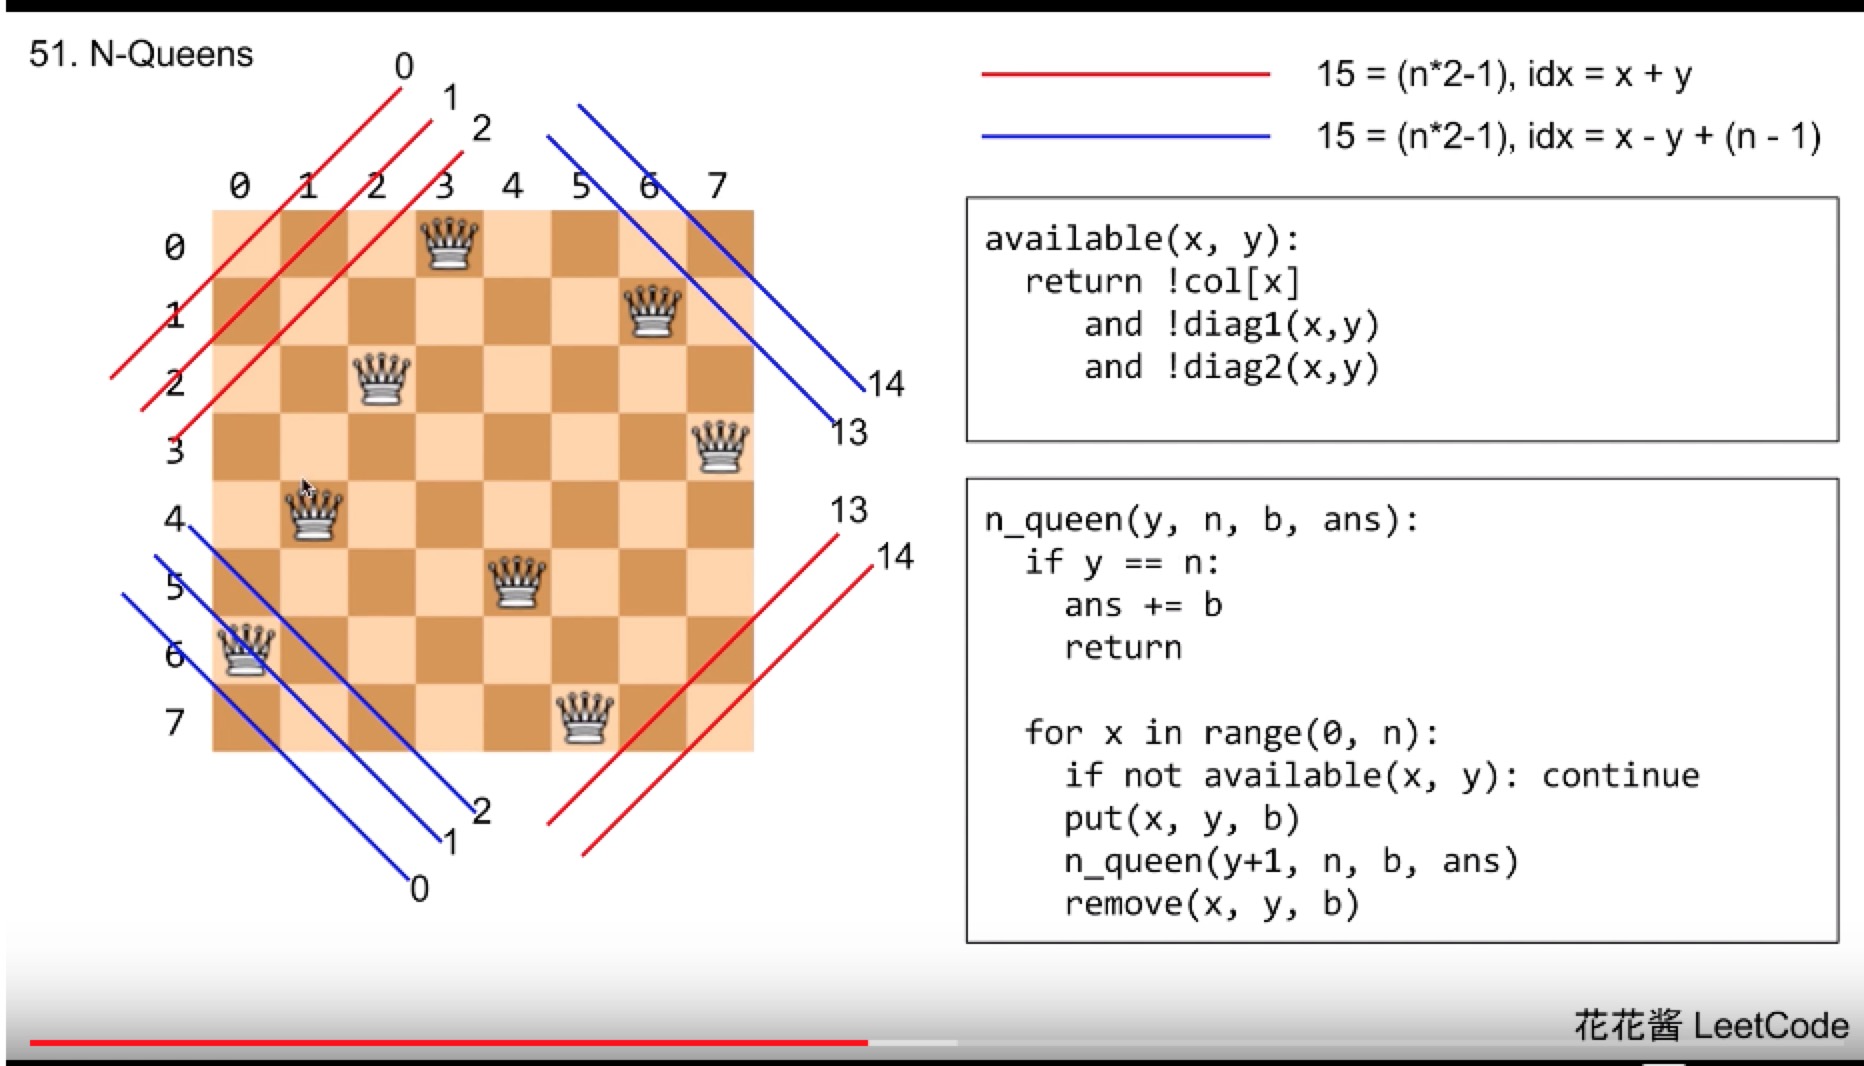 51. N-Queens
0
1
2
15 = (n*2-1), idx = x + y
15 = (n*2-1), idx = x - y + (n - 1)
0 1 2 3 4 5 6 7
0
1
2
3
4
5
6
7
14
13
13
14
2
1
0
available(x, y):
return !col[x]
and !diag1(x,y)
and !diag2(x,y)
n_queen(y, n, b, ans):
if y == n:
ans += b
return
for x in range(0, n):
if not available(x, y): continue
put(x, y, b)
n_queen(y+1, n, b, ans)
remove(x, y, b)
花花酱 LeetCode